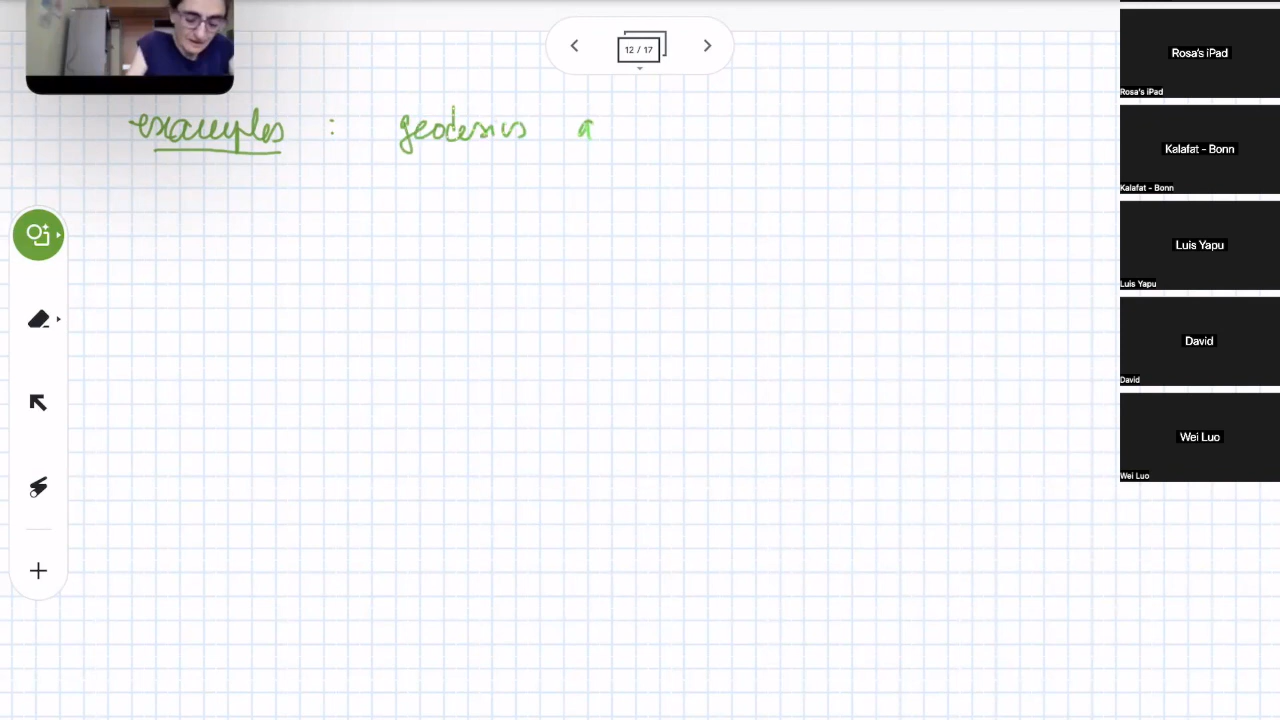 12 / 17
examples : geodesics a
Rosa's iPad
Rosa's iPad
Kalafat - Bonn
Kalafat - Bonn
Luis Yapu
Luis Yapu
David
David
Wei Luo
Wei Luo